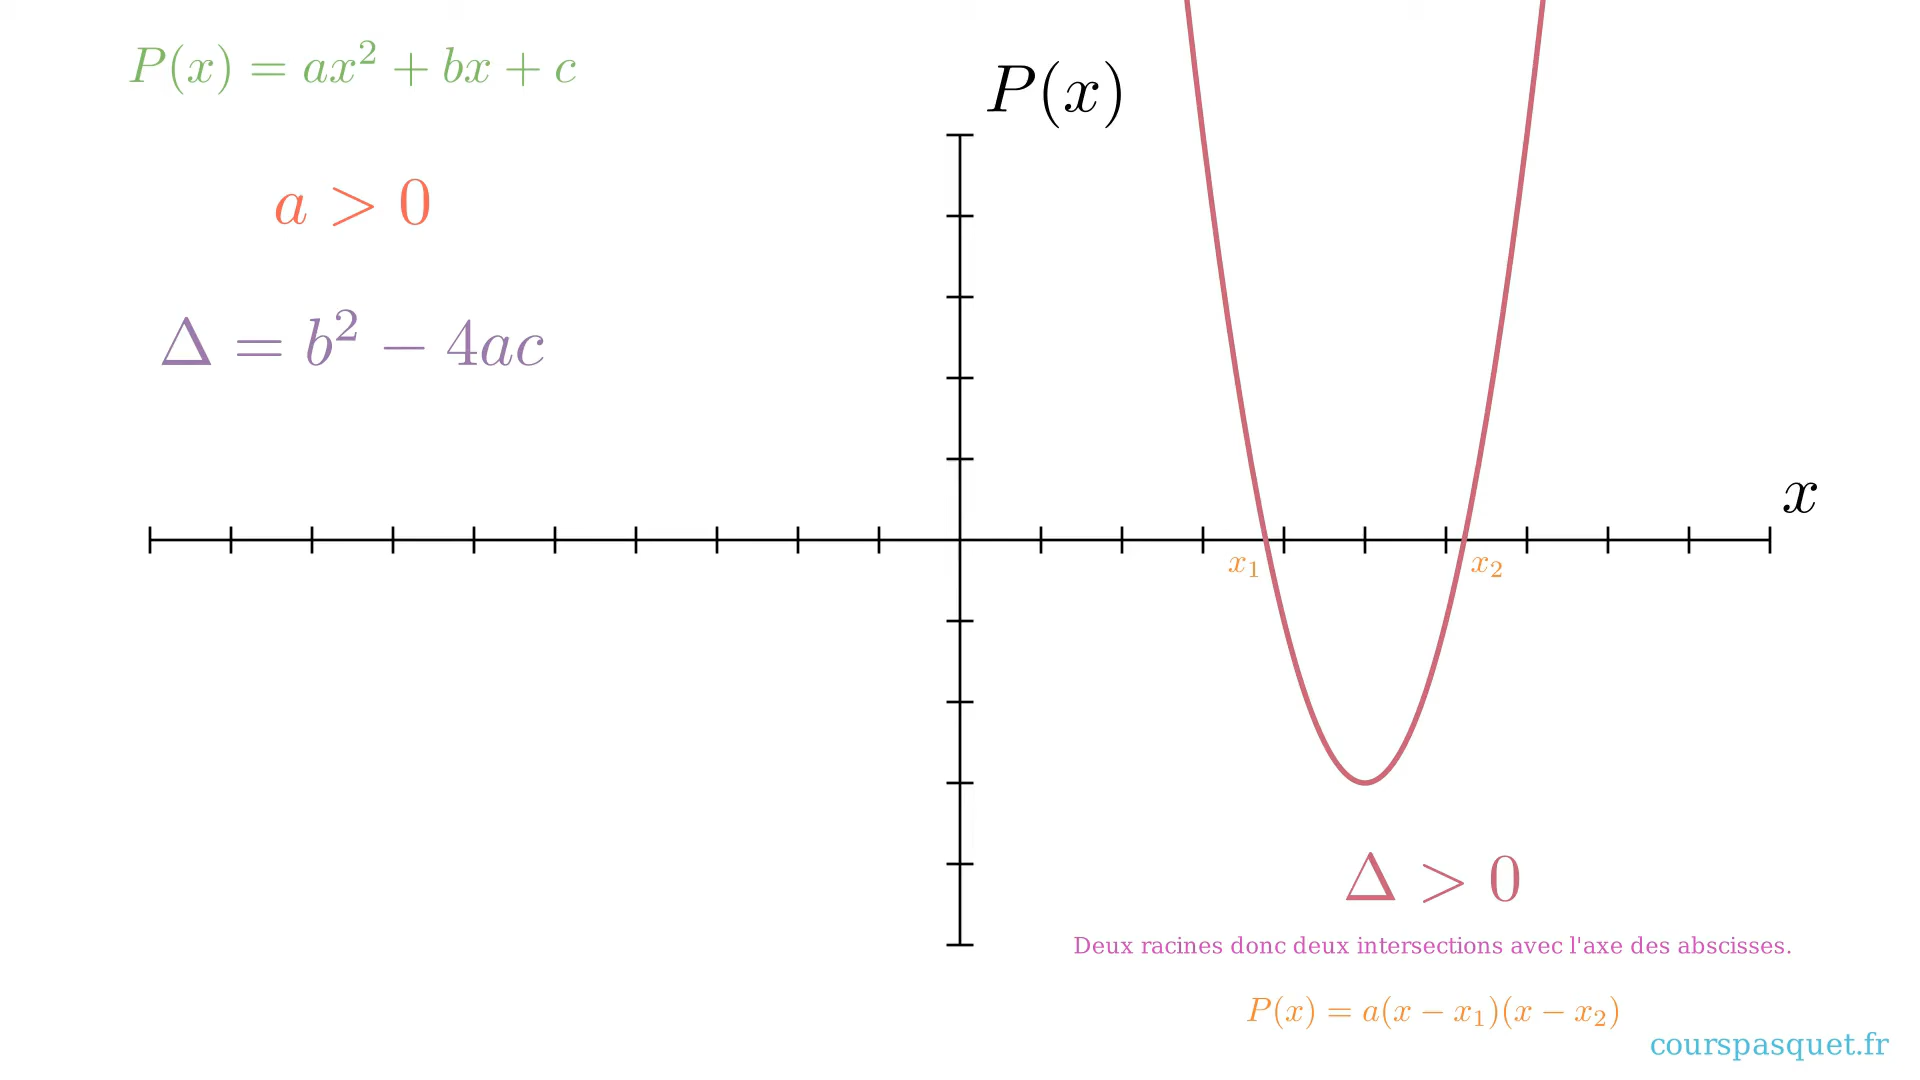 P(x) = ax² + bx + c
a > 0
Δ = b² − 4ac
P(x)
x
x₁
x₂
Δ > 0
Deux racines donc deux intersections avec l'axe des abscisses.
P(x) = a(x − x₁)(x − x₂)
courspasquet.fr